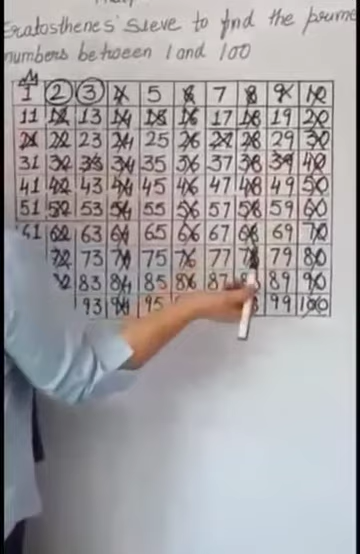 Eratosthenes' Sieve to find the prime
numbers between 1 and 100
1 2 3 4 5 6 7 8 9 10
11 12 13 14 15 16 17 18 19 20
21 22 23 24 25 26 27 28 29 30
31 32 33 34 35 36 37 38 39 40
41 42 43 44 45 46 47 48 49 50
51 52 53 54 55 56 57 58 59 60
61 62 63 64 65 66 67 68 69 70
72 73 74 75 76 77 78 79 80
83 84 85 86 87 89 90
93 94 95 99 100